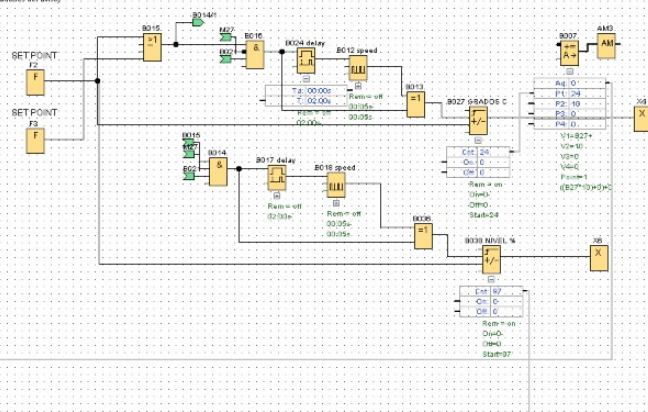 B014/1
B015
≥1
M27
B016
&
B02
SET POINT
F2
F
SET POINT
F3
F
B024 delay
B012 speed
Ta: 00:00s
T: 02:00s
Rem = off
02:00s
Rem = off
00:05s
00:05s
B013
=1
B027 GRADOS C
+/-
Cnt 24
On: 0
Off: 0
Rem = on
On=0
Off=0
Start=24
B007
+=
A→
AM3
AM
Aq: 0
P1: 24
P2: 10
P3: 0
P4: 0
V1=B27+
V2=10
V3=0
V4=0
Point=1
X
B015
M27
B02
B014
&
B017 delay
Rem = off
02:00s
B018 speed
Rem = off
00:05s
00:05s
B036
=1
B038 NIVEL %
+/-
X
Cnt 97
On: 0
Off: 0
Rem = on
On=0
Off=0
Start=97